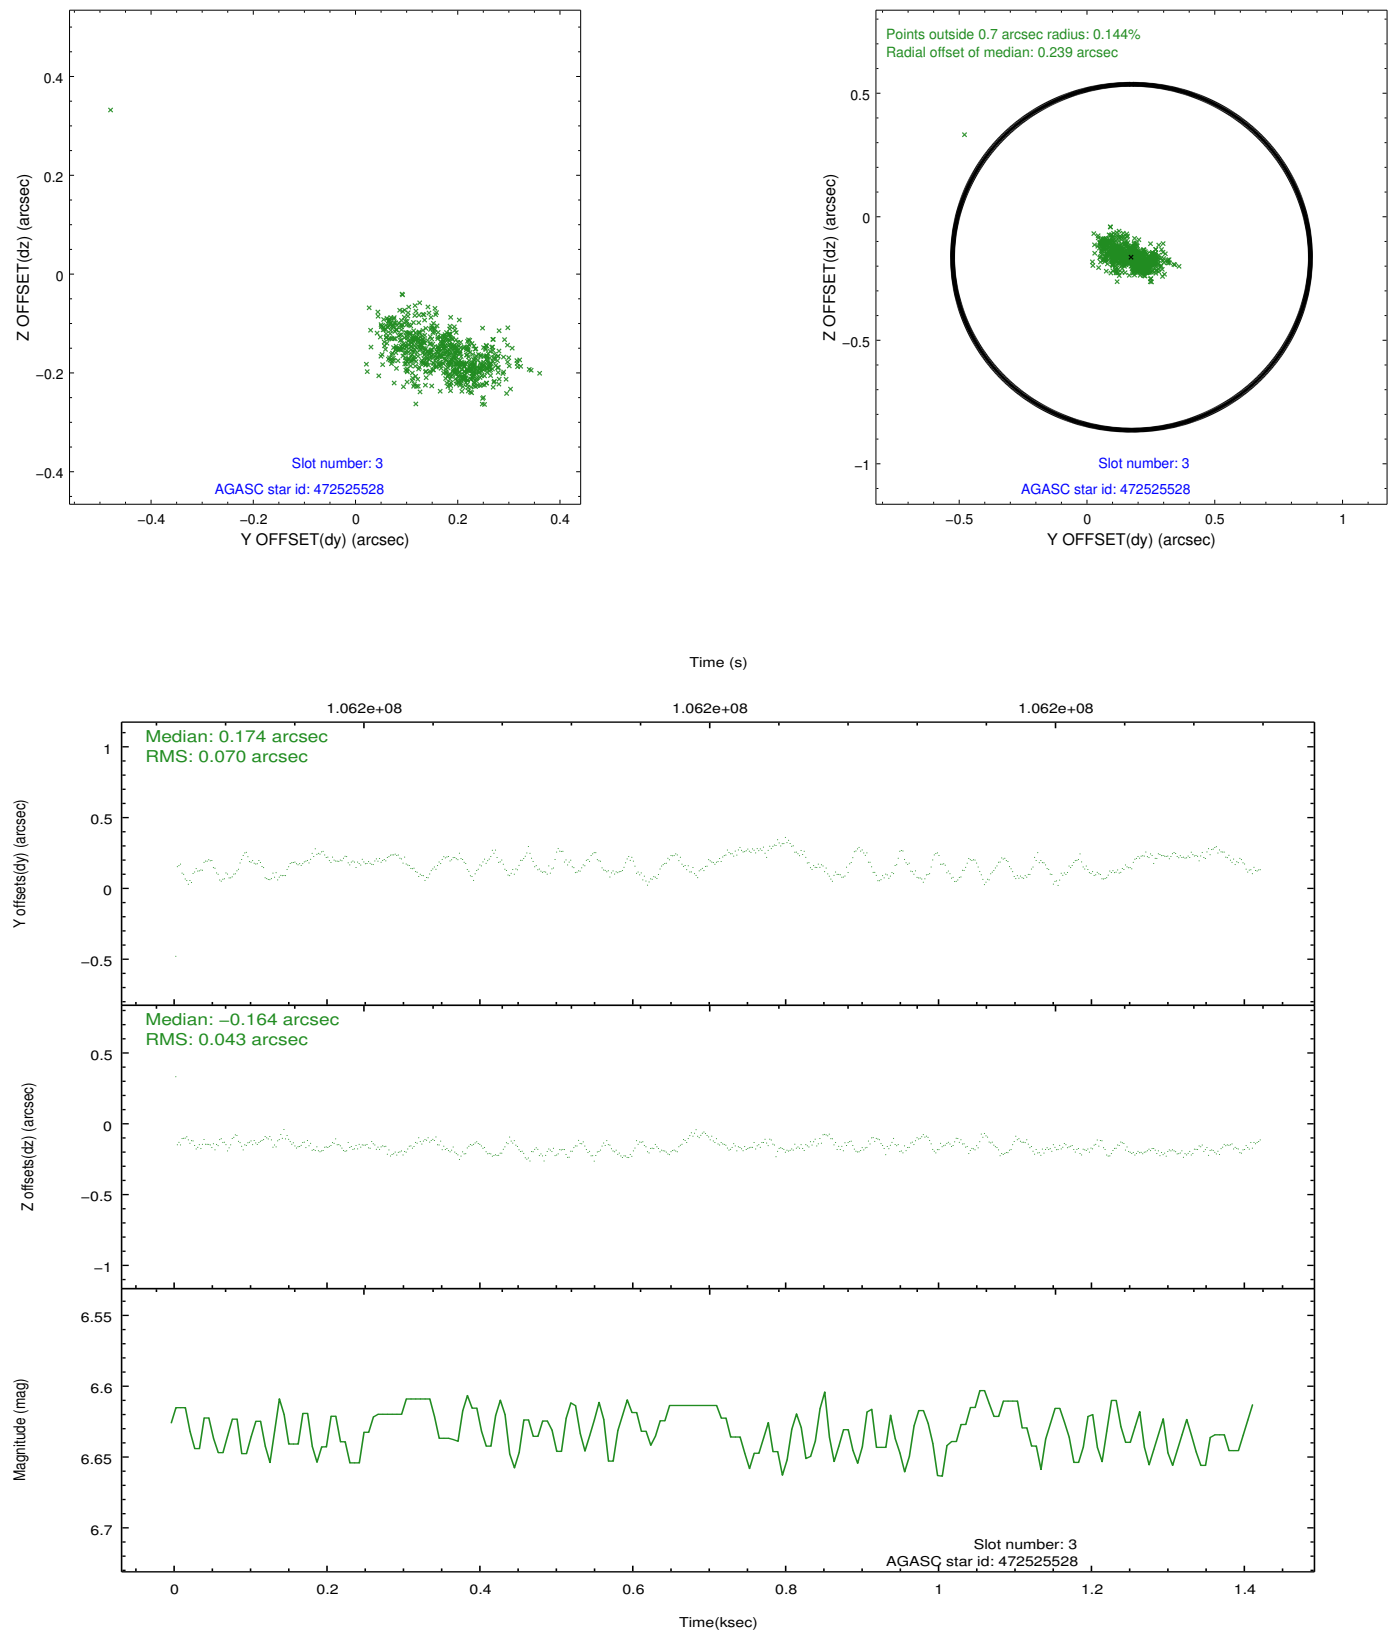 0.4
0.2
0
−0.2
−0.4
Z OFFSET(dz) (arcsec)
Slot number: 3
AGASC star id: 472525528
−0.4 −0.2 0 0.2 0.4
Y OFFSET(dy) (arcsec)
Points outside 0.7 arcsec radius: 0.144%
Radial offset of median: 0.239 arcsec
0.5
0
−0.5
−1
Z OFFSET(dz) (arcsec)
Slot number: 3
AGASC star id: 472525528
−0.5 0 0.5 1
Y OFFSET(dy) (arcsec)
Time (s)
1.062e+08 1.062e+08 1.062e+08
Median: 0.174 arcsec
RMS: 0.070 arcsec
1
0.5
0
−0.5
Y offsets(dy) (arcsec)
Median: −0.164 arcsec
RMS: 0.043 arcsec
0.5
0
−0.5
−1
Z offsets(dz) (arcsec)
6.55
6.6
6.65
6.7
Magnitude (mag)
Slot number: 3
AGASC star id: 472525528
0 0.2 0.4 0.6 0.8 1 1.2 1.4
Time(ksec)